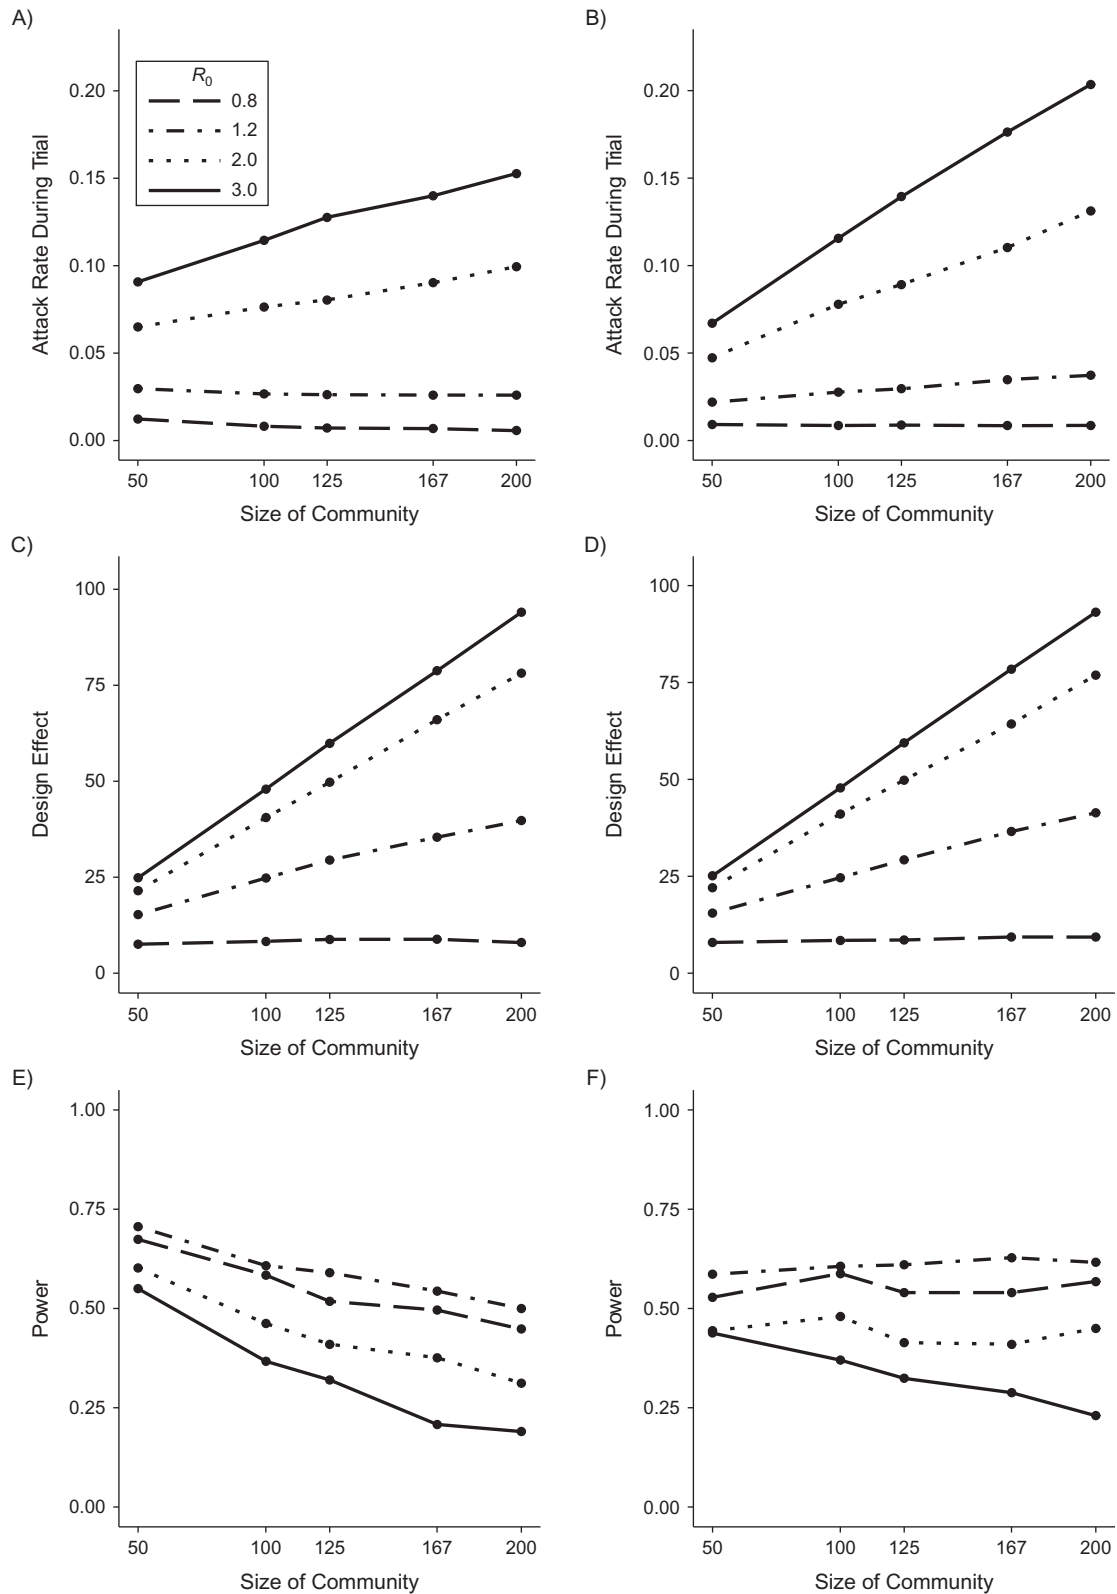 A)
R0
0.8
1.2
2.0
3.0
0.20
0.15
0.10
0.05
0.00
Attack Rate During Trial
50 100 125 167 200
Size of Community
B)
0.20
0.15
0.10
0.05
0.00
Attack Rate During Trial
50 100 125 167 200
Size of Community
C)
100
75
50
25
0
Design Effect
50 100 125 167 200
Size of Community
D)
100
75
50
25
0
Design Effect
50 100 125 167 200
Size of Community
E)
1.00
0.75
0.50
0.25
0.00
Power
50 100 125 167 200
Size of Community
F)
1.00
0.75
0.50
0.25
0.00
Power
50 100 125 167 200
Size of Community